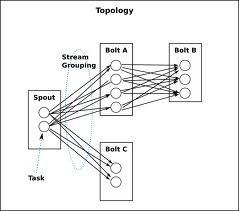 Topology
Bolt A
Bolt B
Stream
Grouping
Spout
Bolt C
Task